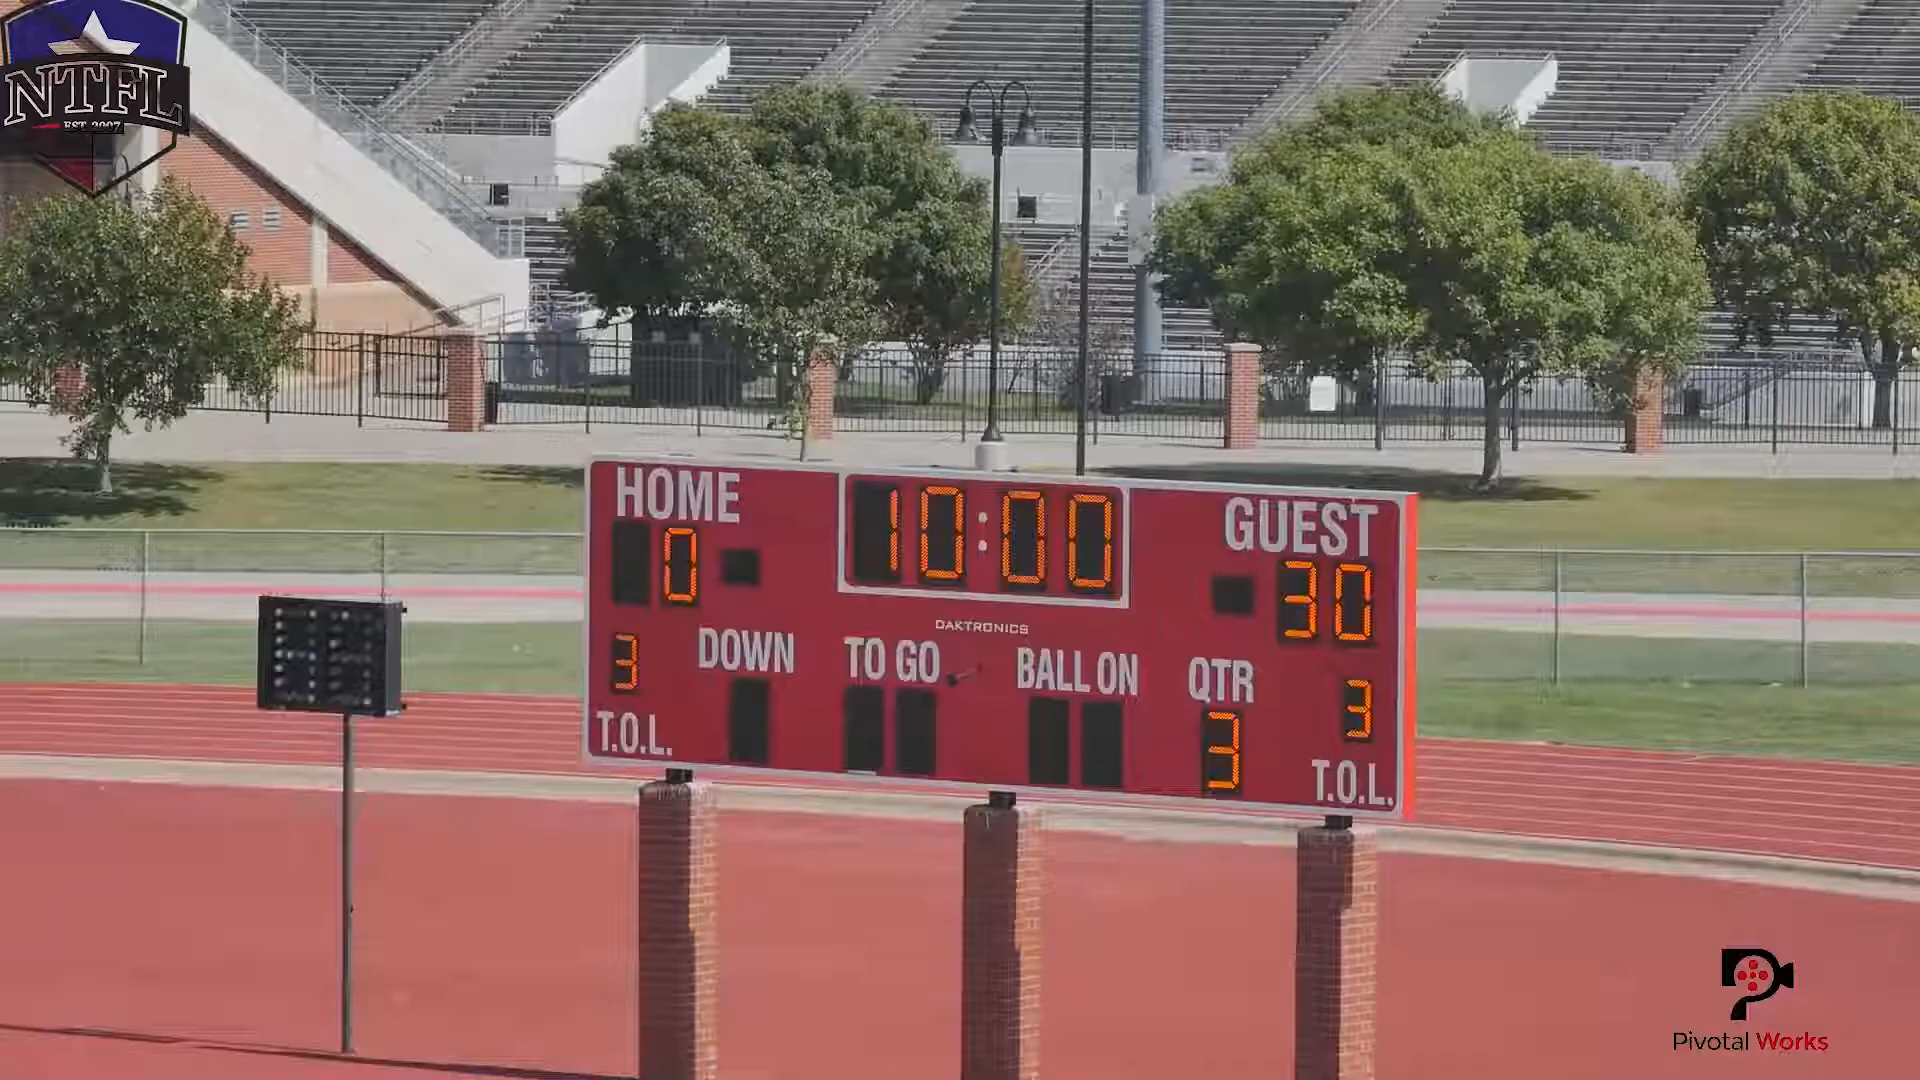 NTFL
EST. 2007
HOME
10:00
GUEST
0
30
DAKTRONICS
3
DOWN
TO GO
BALL ON
QTR
3
3
T.O.L.
T.O.L.
Pivotal Works